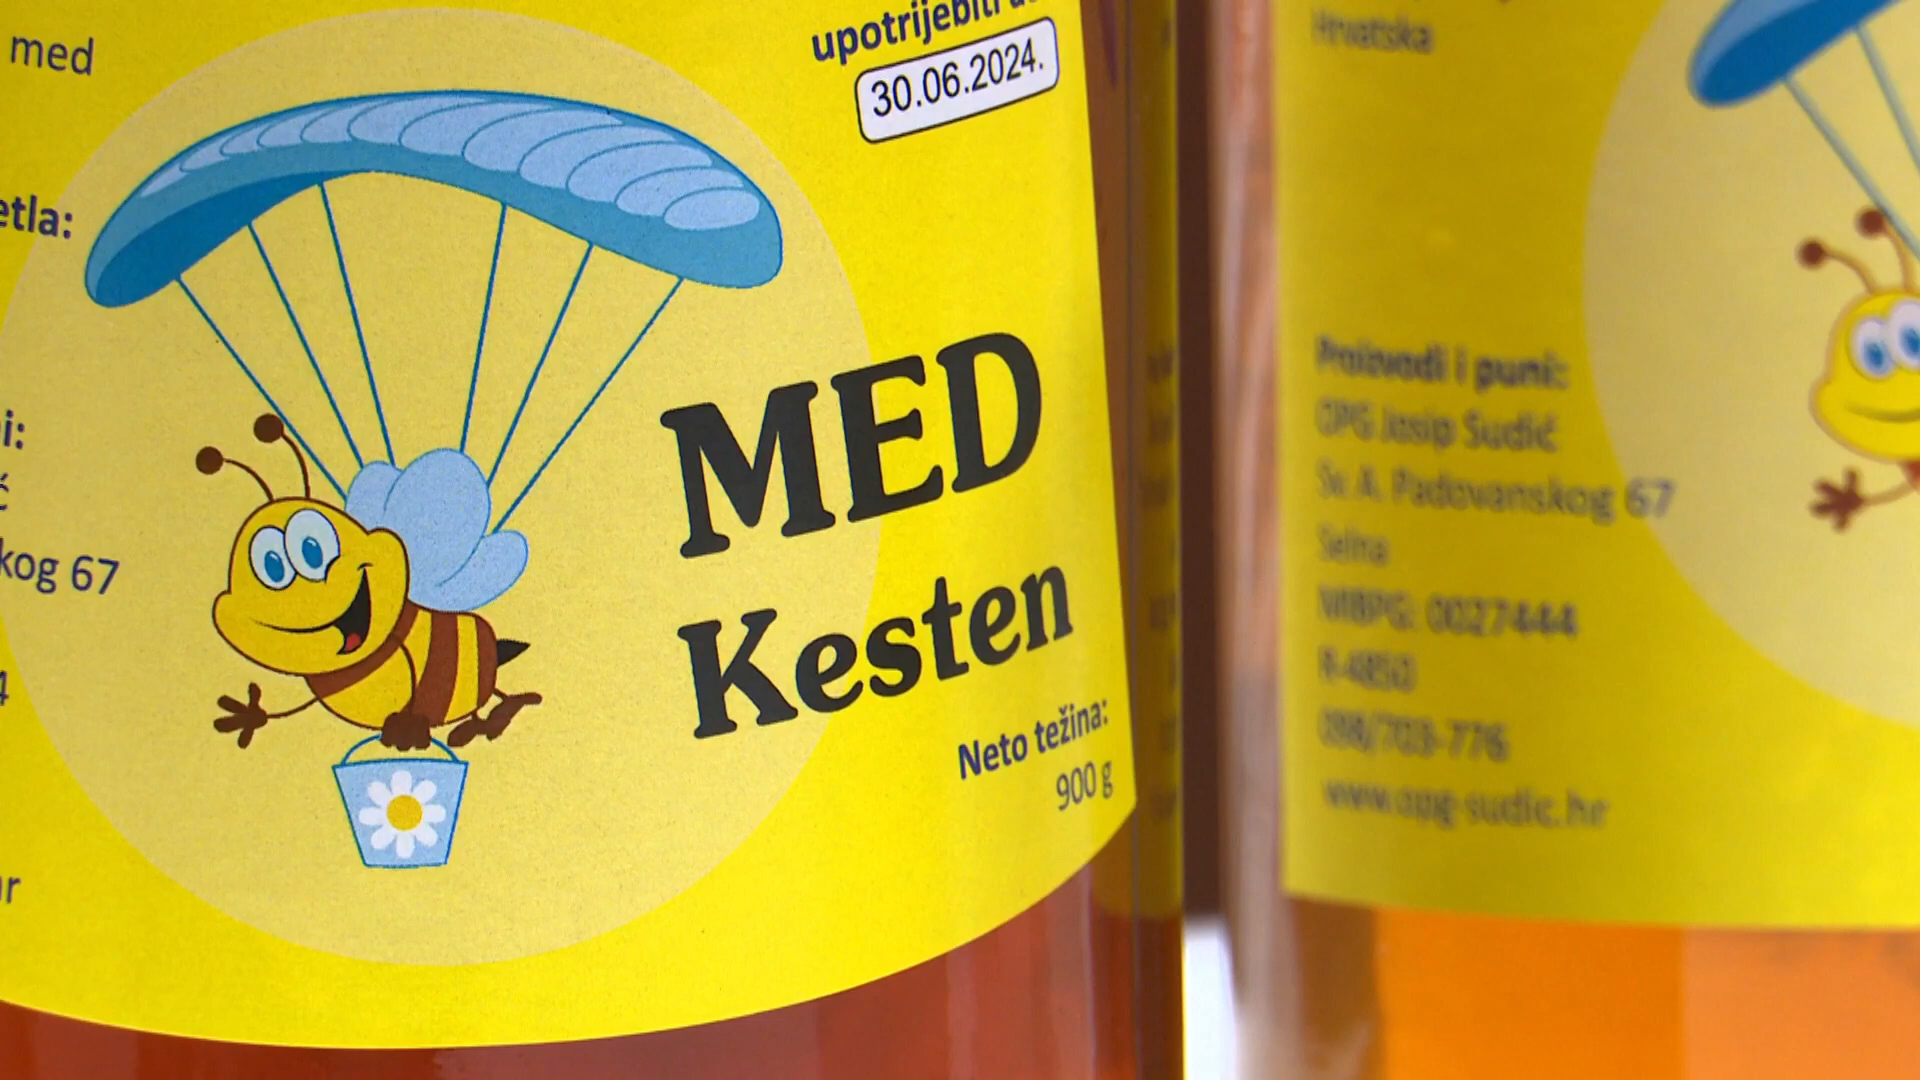 med
upotrijebiti
30.06.2024.
etla:
i:
ć
kog 67
4
MED
Kesten
Neto težina:
900 g
Hrvatska
Proizvodi i puni:
OPG Josip Sudić
Sv. A. Padovanskog 67
Selna
MIBPG: 0027444
R-4850
098/703-776
www.opg-sudic.hr